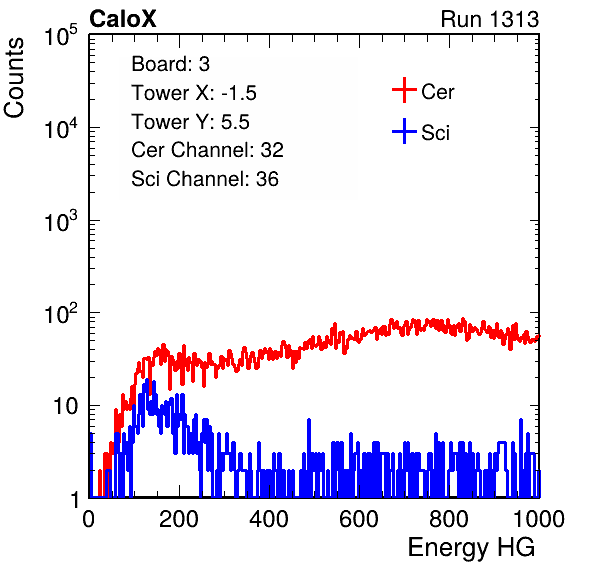 CaloX Run 1313
Counts
10^5
10^4
10^3
10^2
10
1
Board: 3
Tower X: -1.5
Tower Y: 5.5
Cer Channel: 32
Sci Channel: 36
Cer
Sci
0 200 400 600 800 1000
Energy HG